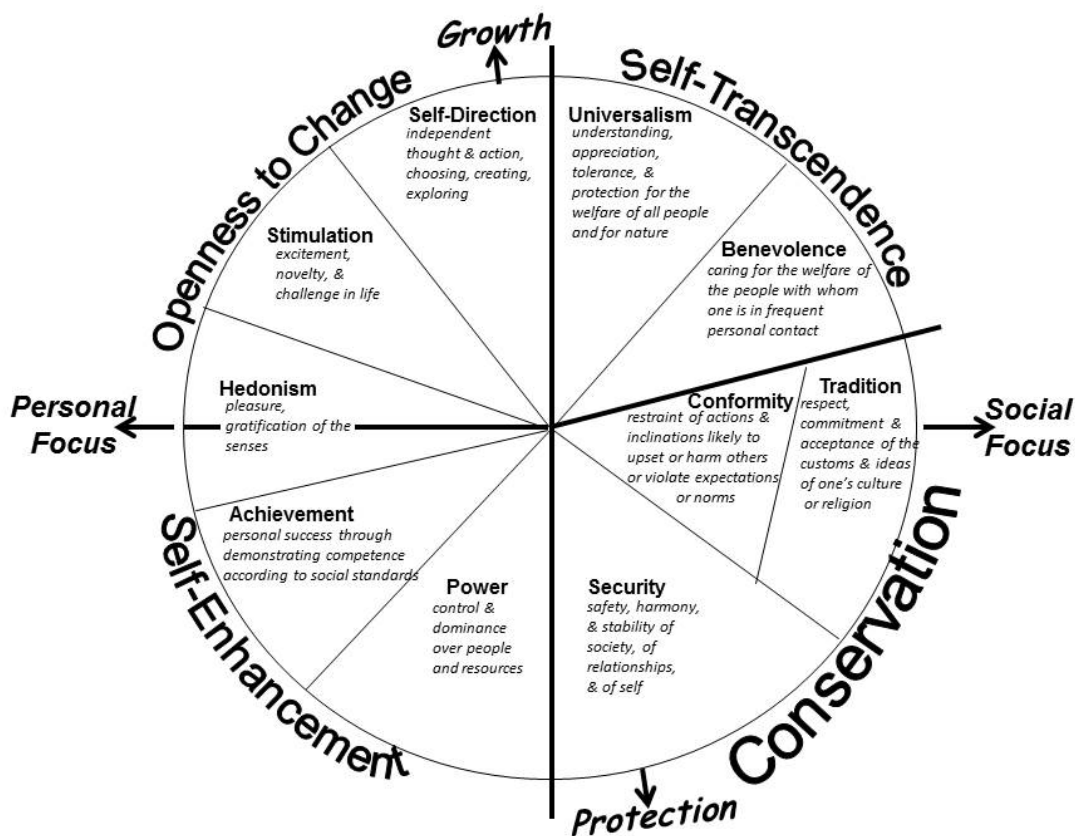 Growth
Self-Transcendence
Openness to Change
Self-Direction
independent
thought & action,
choosing, creating,
exploring
Universalism
understanding,
appreciation,
tolerance, &
protection for the
welfare of all people
and for nature
Stimulation
excitement,
novelty, &
challenge in life
Benevolence
caring for the welfare of
the people with whom
one is in frequent
personal contact
Personal
Focus
Hedonism
pleasure,
gratification of the
senses
Conformity
restraint of actions &
inclinations likely to
upset or harm others
or violate expectations
or norms
Tradition
respect,
commitment &
acceptance of the
customs & ideas
of one's culture
or religion
Social
Focus
Achievement
personal success through
demonstrating competence
according to social standards
Power
control &
dominance
over people
and resources
Security
safety, harmony,
& stability of
society, of
relationships,
& of self
Self-Enhancement
Conservation
Protection